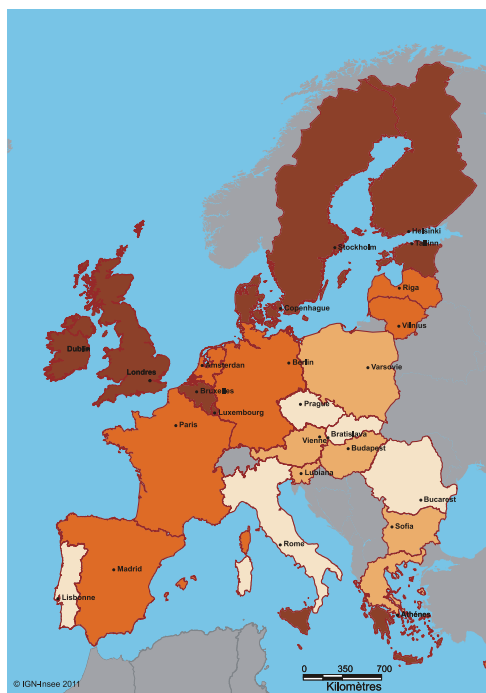 Helsinki
Tallinn
Stockholm
Riga
Copenhague
Vilnius
Dublin
Amsterdam
Berlin
Varsovie
Londres
Bruxelles
Prague
Luxembourg
Paris
Bratislava
Vienne
Budapest
Lubiana
Bucarest
Sofia
Rome
Madrid
Lisbonne
Athènes
0 350 700
Kilomètres
© IGN-Insee 2011